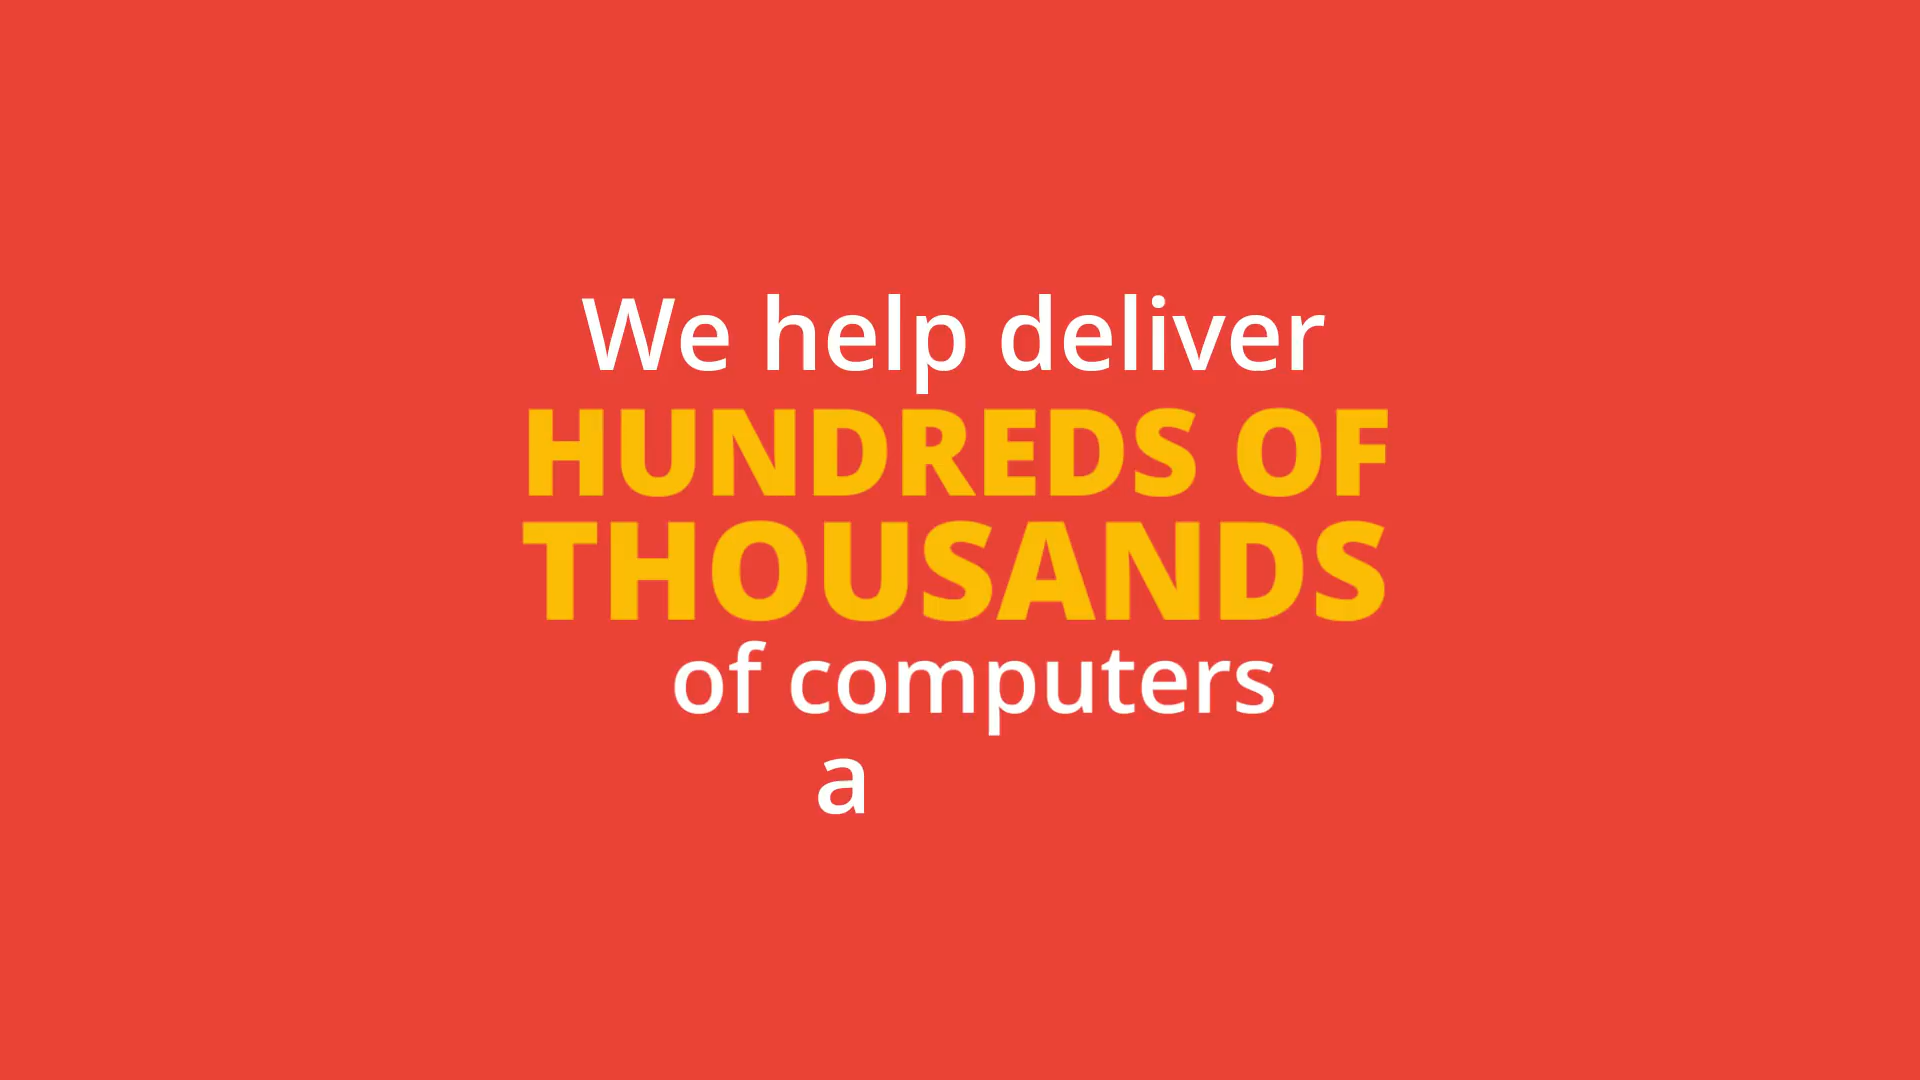 We help deliver
HUNDREDS OF
THOUSANDS
of computers
a